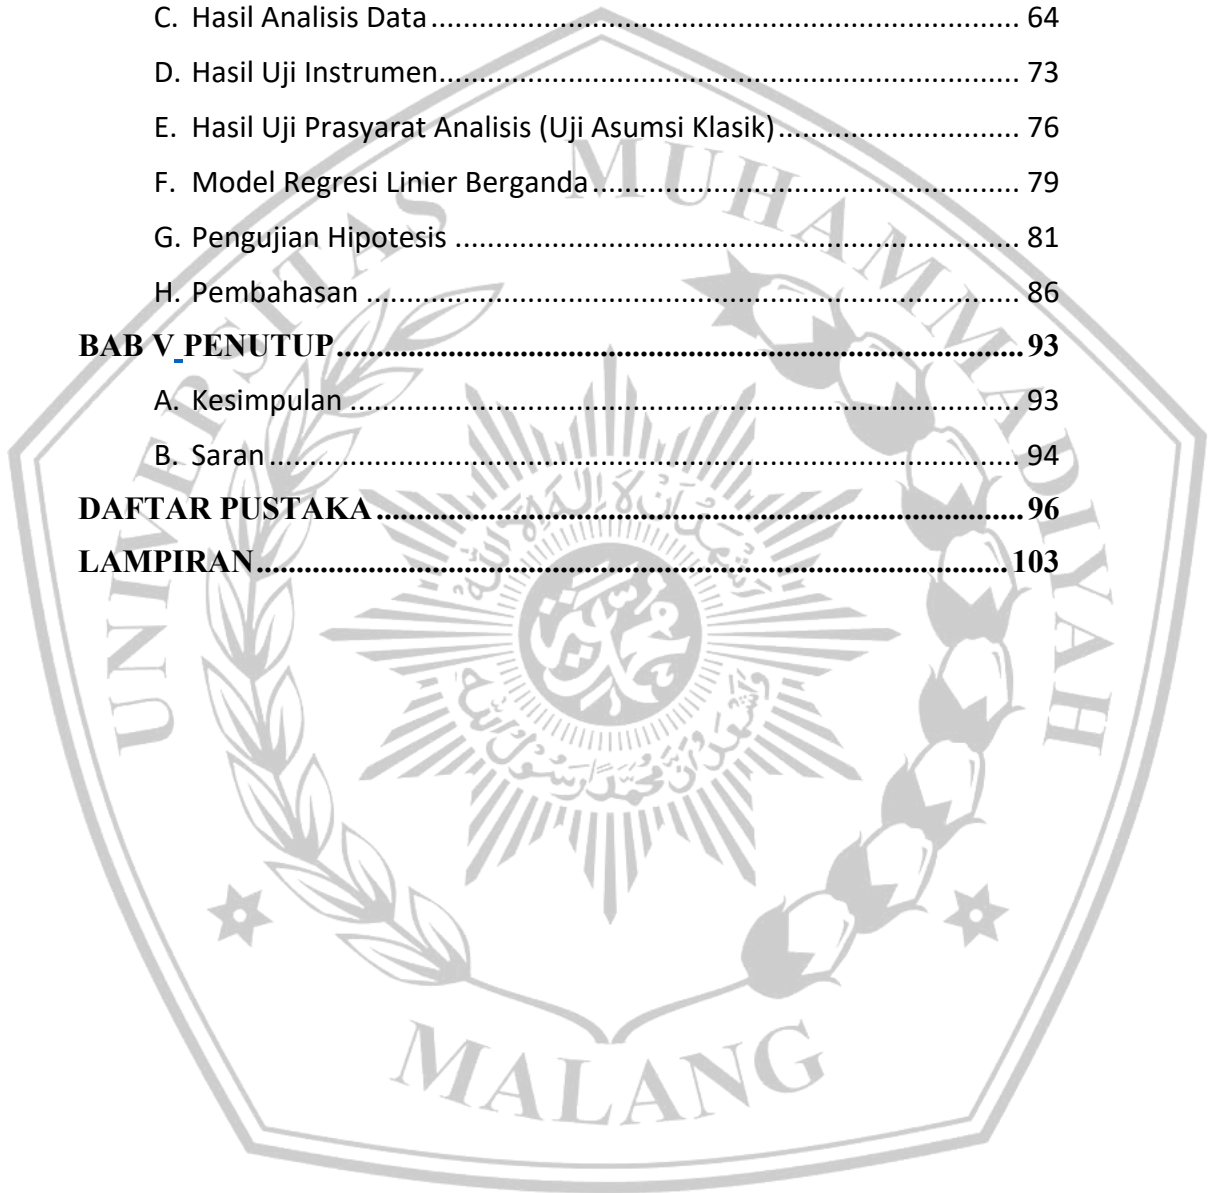 C. Hasil Analisis Data........................................................................ 64
D. Hasil Uji Instrumen....................................................................... 73
E. Hasil Uji Prasyarat Analisis (Uji Asumsi Klasik).............................. 76
F. Model Regresi Linier Berganda..................................................... 79
G. Pengujian Hipotesis ..................................................................... 81
H. Pembahasan ................................................................................ 86
BAB V PENUTUP....................................................................................93
A. Kesimpulan .................................................................................. 93
B. Saran............................................................................................ 94
DAFTAR PUSTAKA...............................................................................96
LAMPIRAN............................................................................................103
UNIVERSITAS MUHAMMADIYAH
MALANG